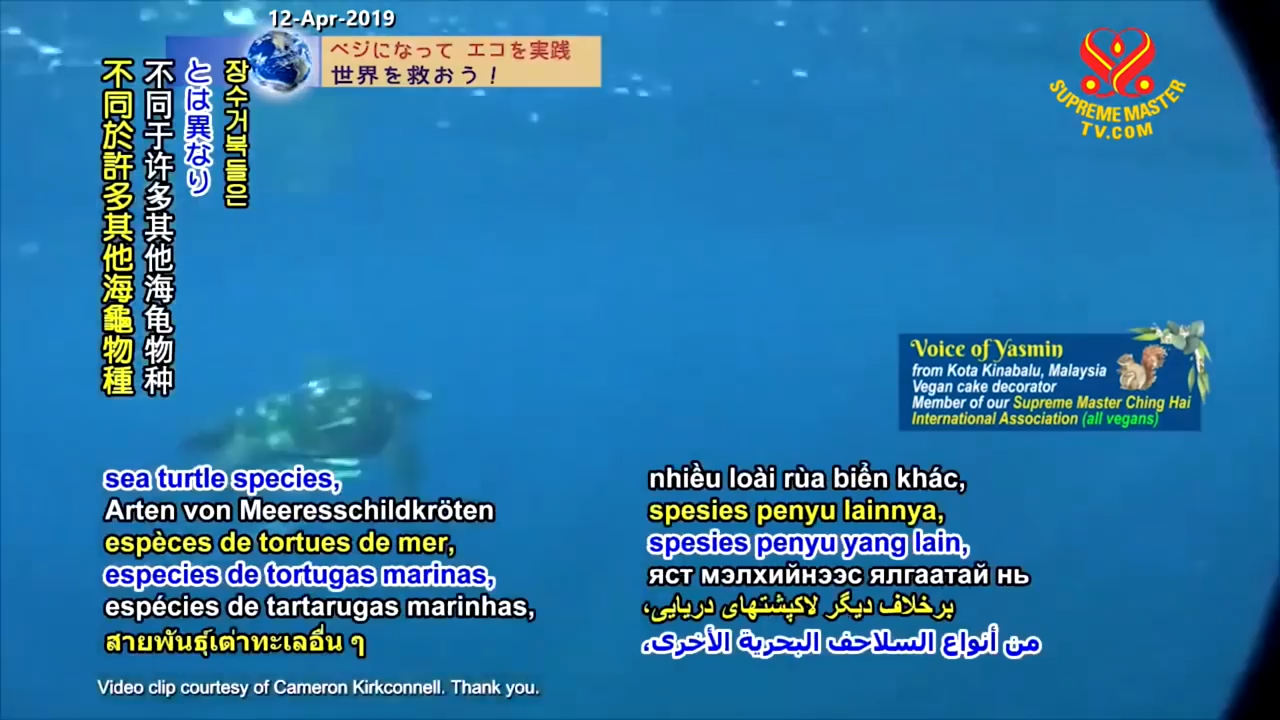 12-Apr-2019
ベジになって エコを実践
世界を救おう！
SUPREME MASTER
TV.COM
장수거북들은
とは異なり
不同于许多其他海龟物种
不同於許多其他海龜物種
Voice of Yasmin
from Kota Kinabalu, Malaysia
Vegan cake decorator
Member of our Supreme Master Ching Hai
International Association (all vegans)
sea turtle species,
Arten von Meeresschildkröten
espèces de tortues de mer,
especies de tortugas marinas,
espécies de tartarugas marinhas,
สายพันธุ์เต่าทะเลอื่น ๆ
nhiều loài rùa biển khác,
spesies penyu lainnya,
spesies penyu yang lain,
яст мэлхийнээс ялгаатай нь
برخلاف دیگر لاکپشتهای دریایی،
من أنواع السلاحف البحرية الأخرى،
Video clip courtesy of Cameron Kirkconnell. Thank you.